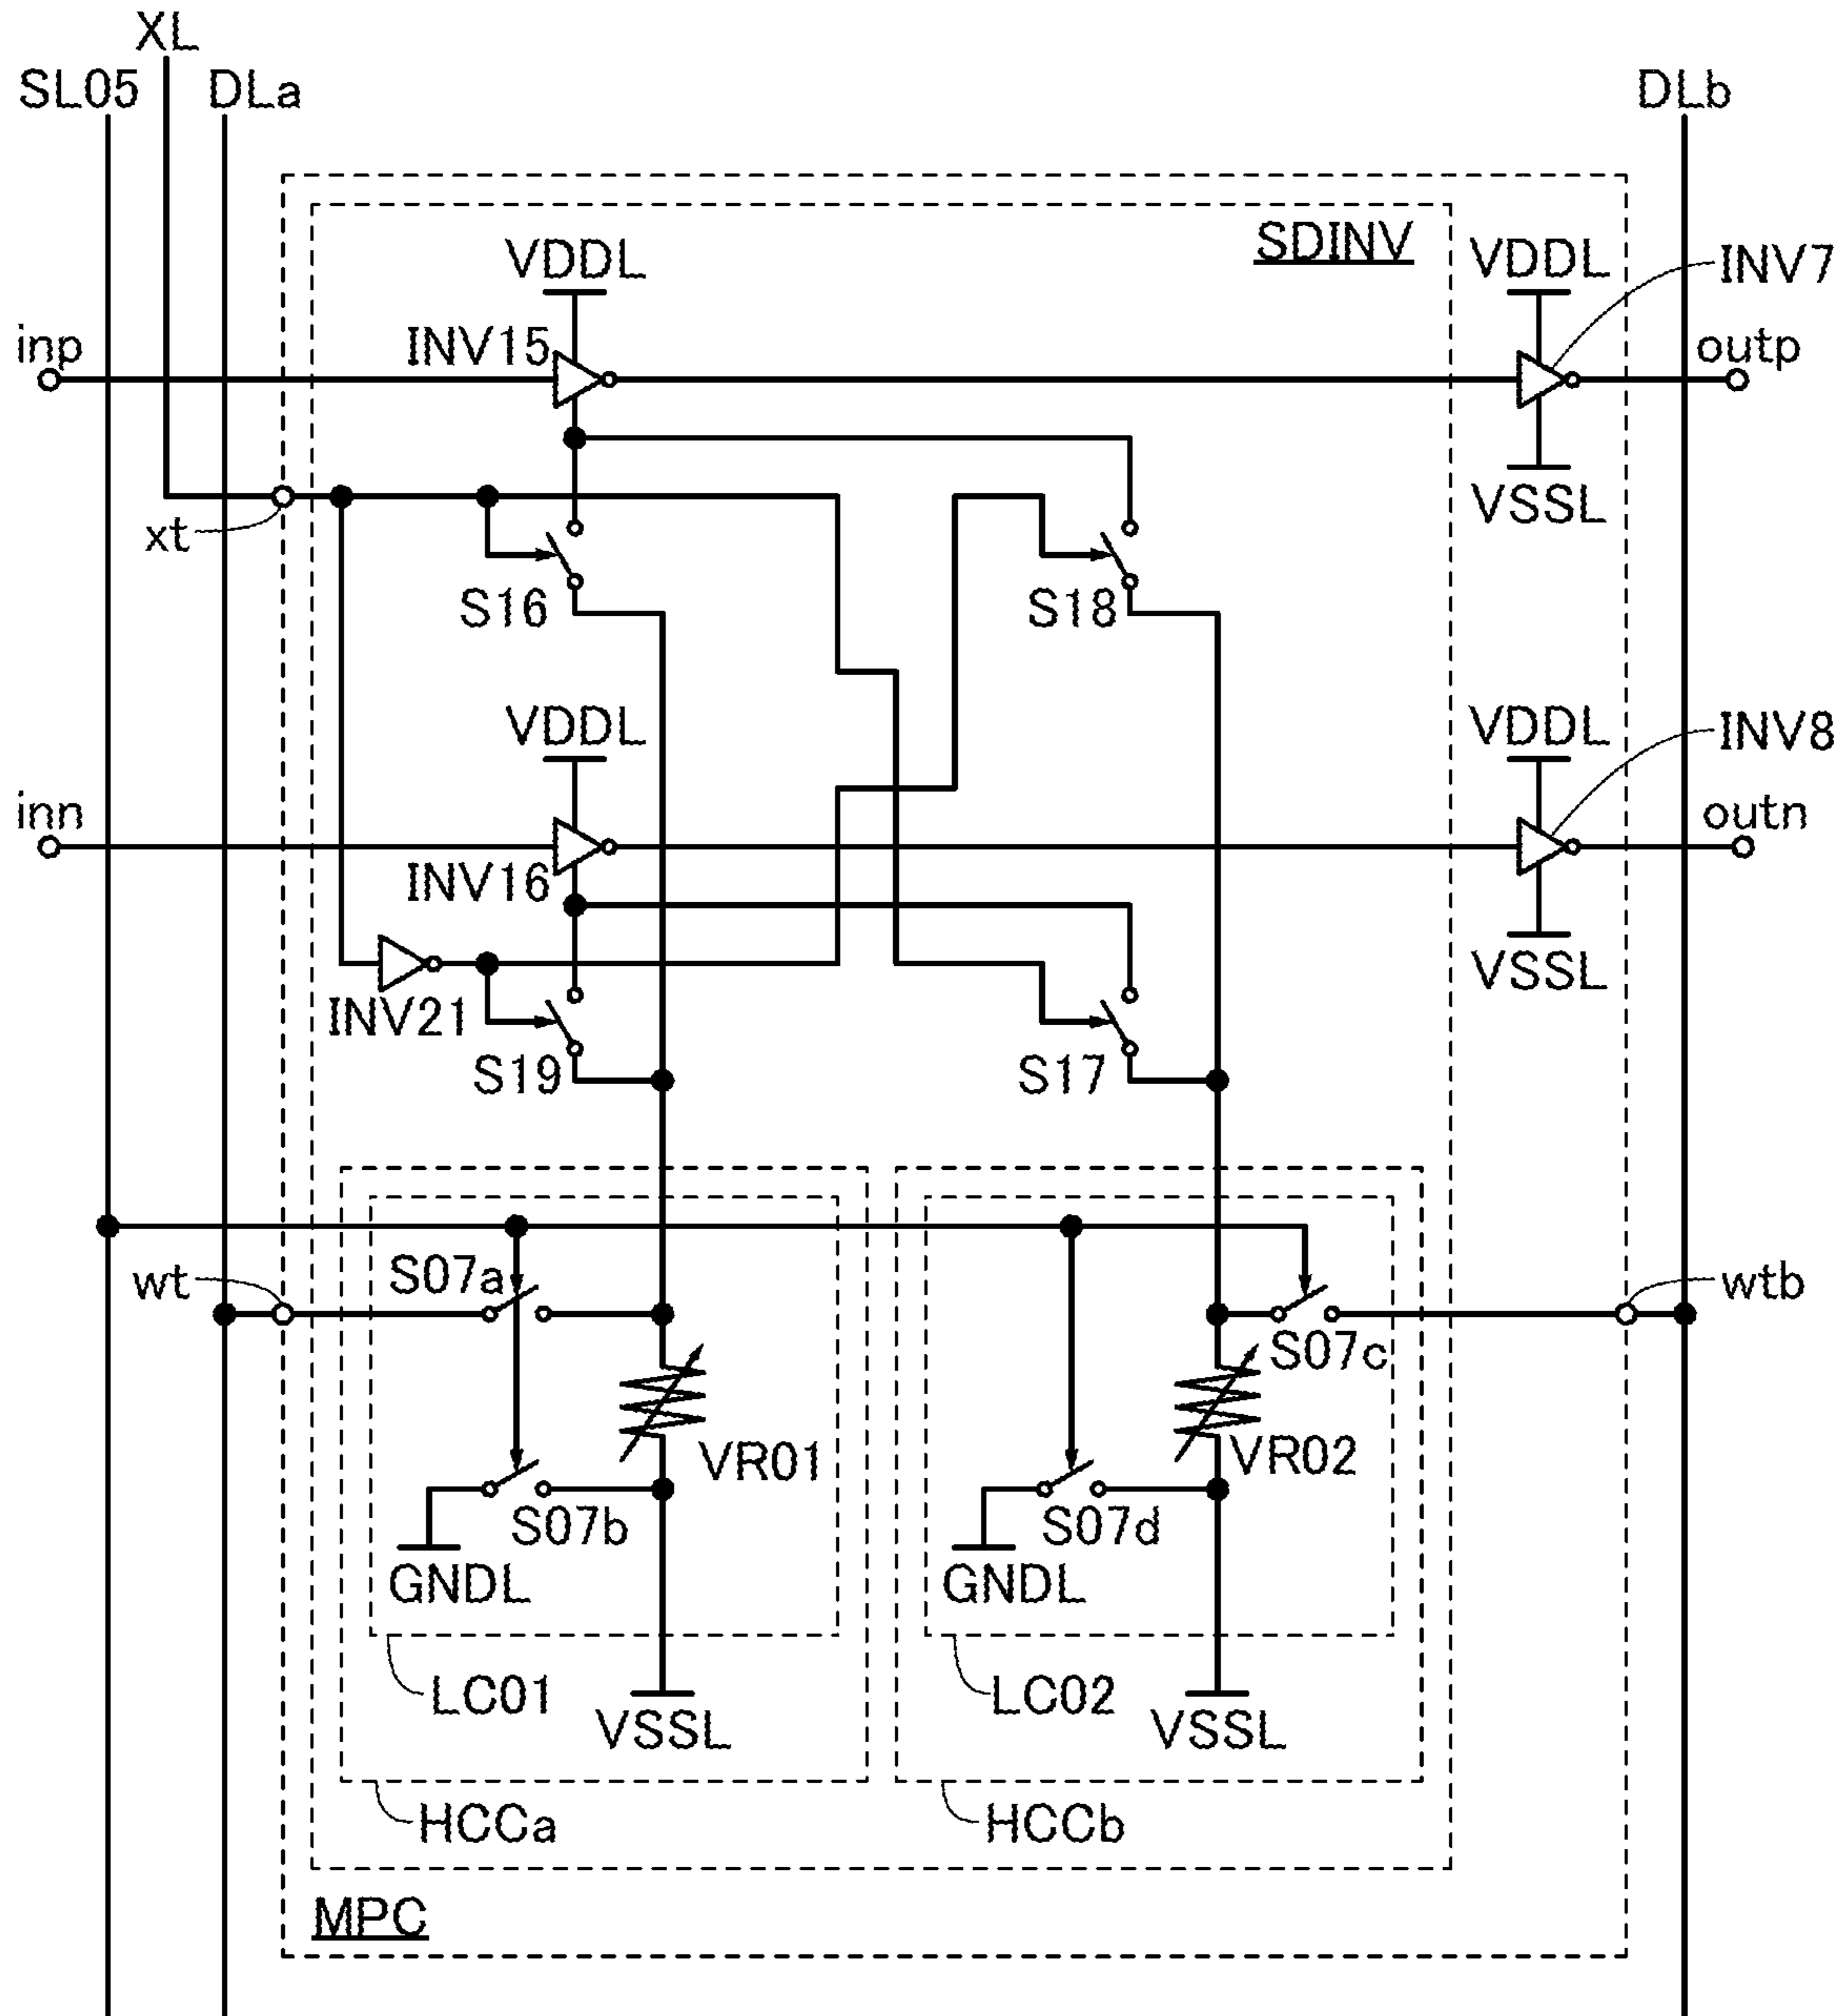 XL
SL05 DLa DLb
SDINV
VDDL VDDL INV7
inp INV15 outp
VSSL
xt
S16 S18
VDDL VDDL INV8
inn outn
INV16
VSSL
INV21
S19 S17
wt S07a wtb
S07c
VR01 VR02
S07b S07d
GNDL GNDL
LC01 LC02
VSSL VSSL
HCCa HCCb
MPC